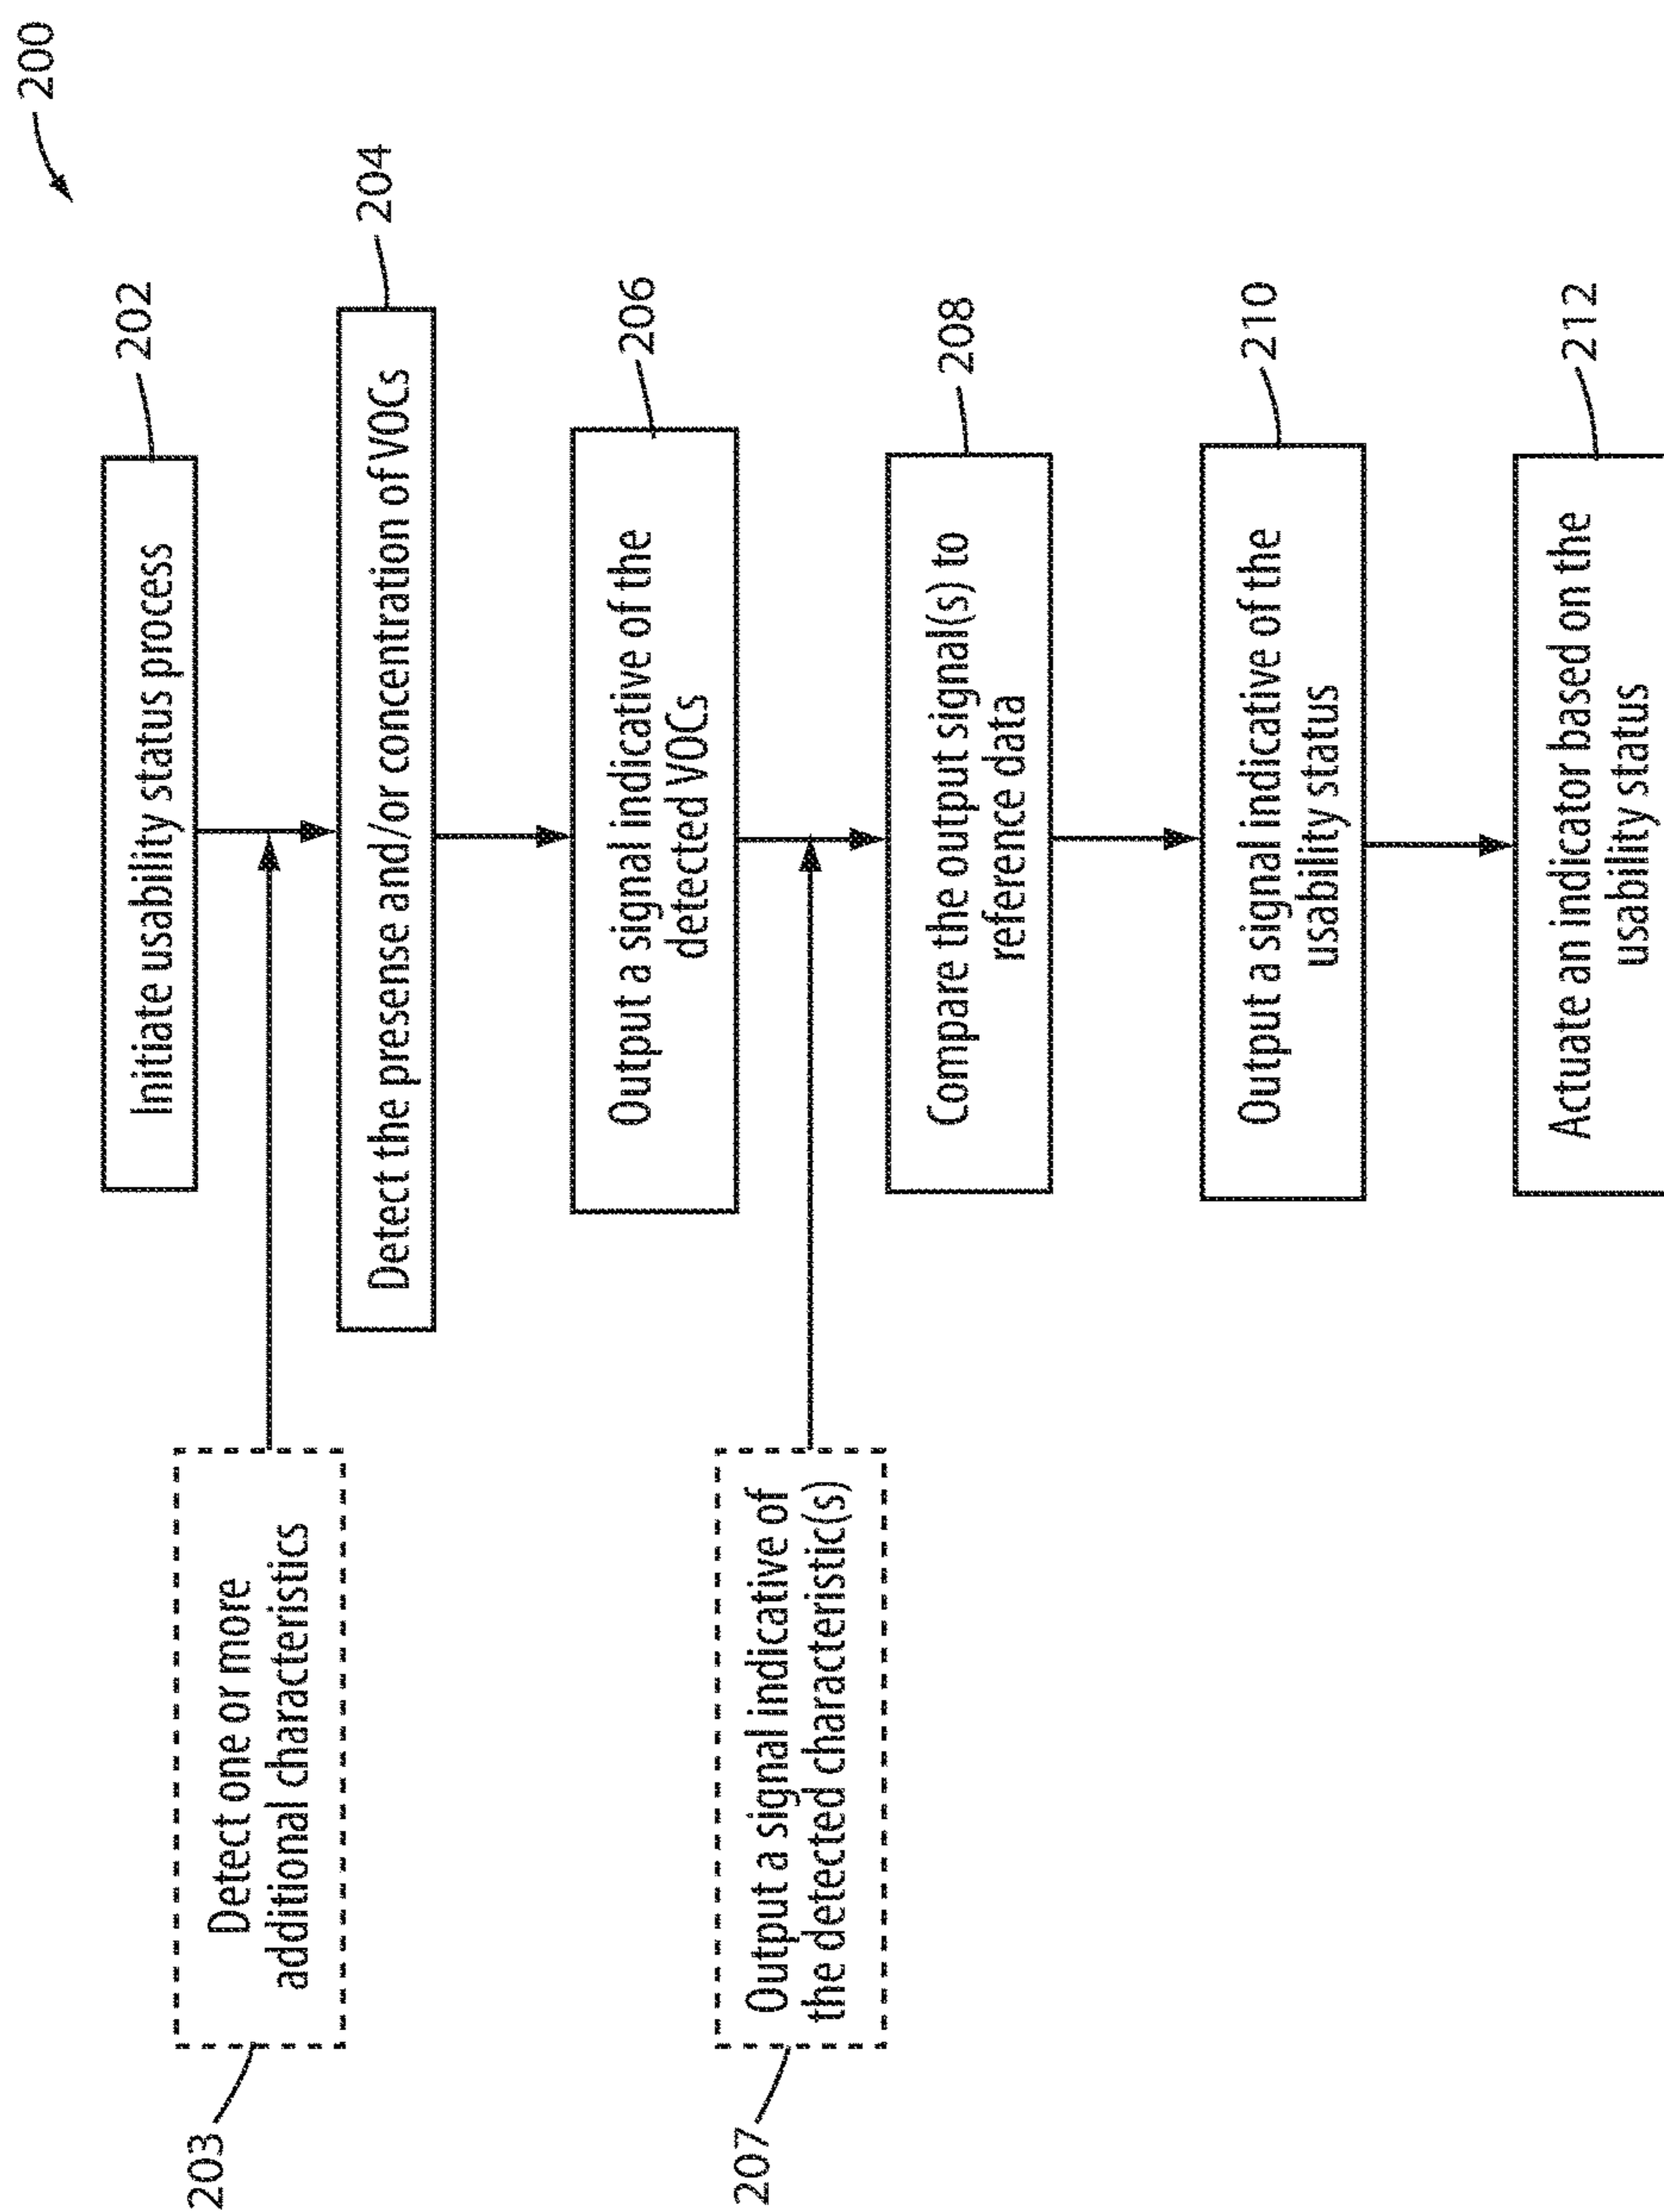 200
202
Initiate usability status process
203
Detect one or more
additional characteristics
204
Detect the presense and/or concentration of VOCs
206
Output a signal indicative of the
detected VOCs
207
Output a signal indicative of
the detected characteristic(s)
208
Compare the output signal(s) to
reference data
210
Output a signal indicative of the
usability status
212
Actuate an indicator based on the
usability status